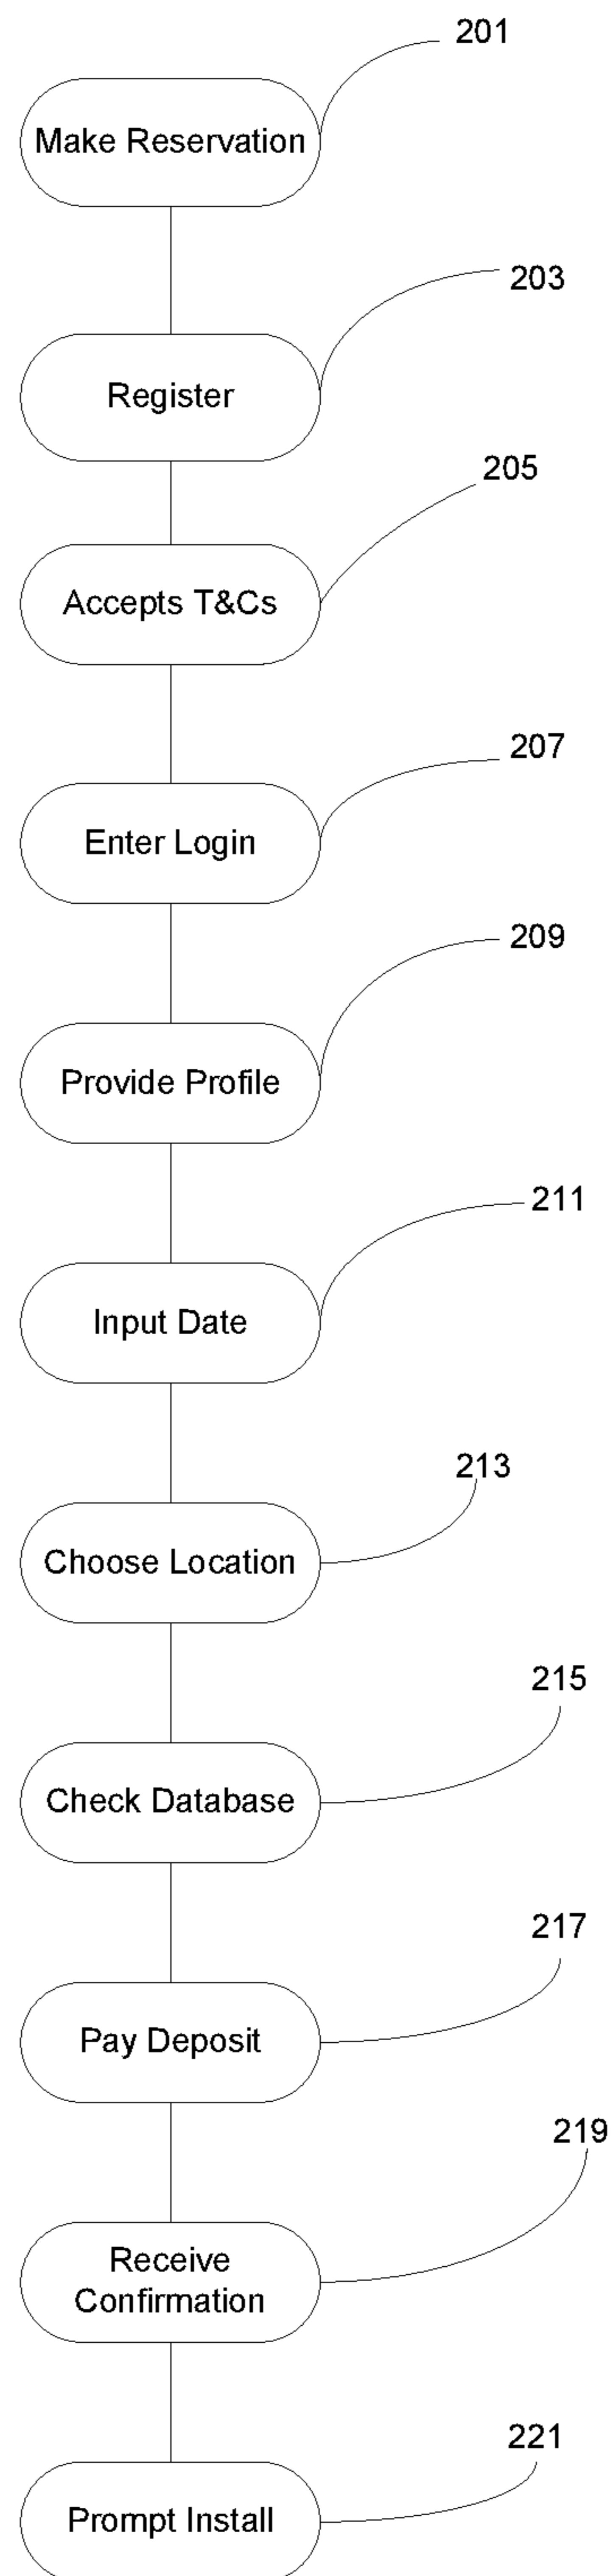 201
Make Reservation
203
Register
205
Accepts T&Cs
207
Enter Login
209
Provide Profile
211
Input Date
213
Choose Location
215
Check Database
217
Pay Deposit
219
Receive
Confirmation
221
Prompt Install